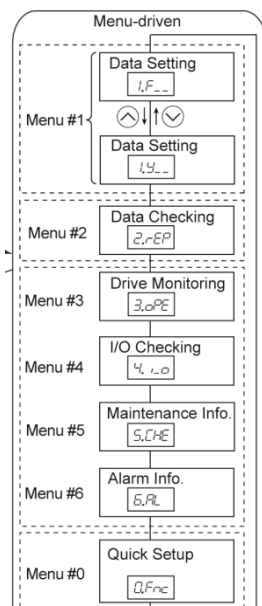 Menu-driven
Data Setting
1.F__
Menu #1
Data Setting
1.y__
Data Checking
Menu #2
2.rEP
Drive Monitoring
Menu #3
3.oPE
I/O Checking
Menu #4
4.i_o
Maintenance Info.
Menu #5
5.CHE
Alarm Info.
Menu #6
6.AL
Quick Setup
Menu #0
0.Fnc